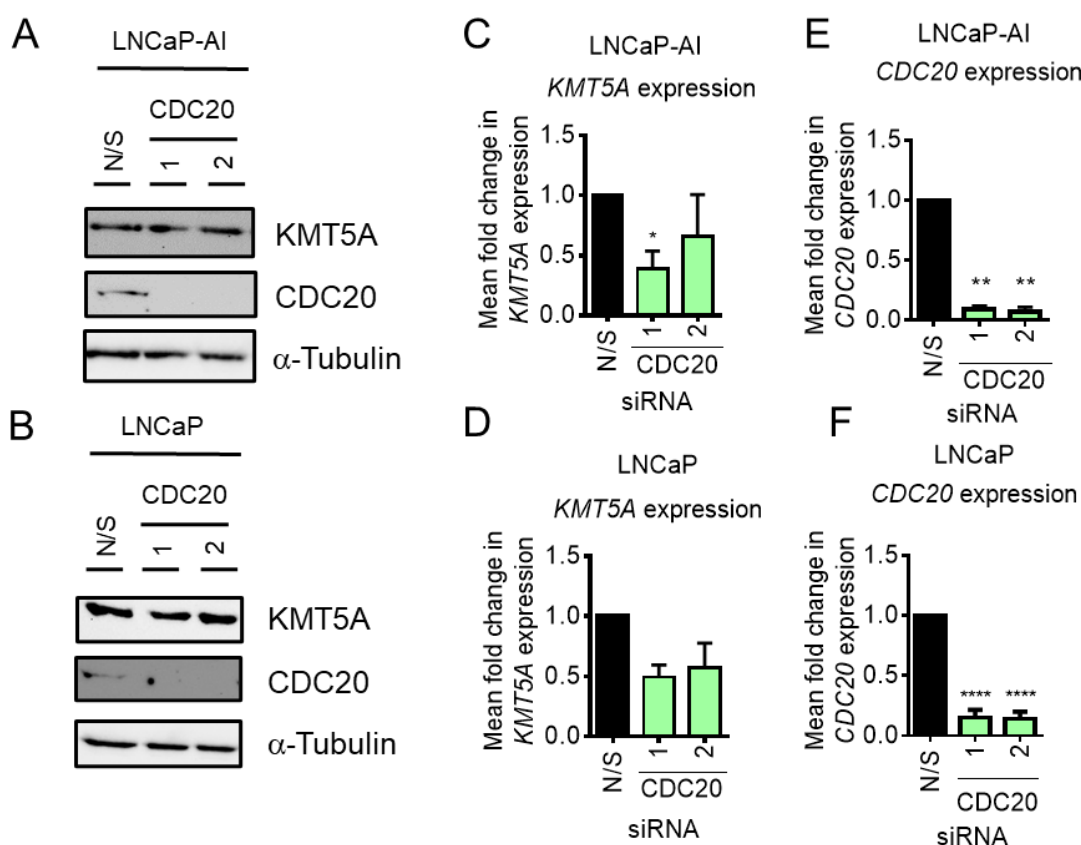 A
LNCaP-AI
CDC20
N/S
1
2
KMT5A
CDC20
α-Tubulin
B
LNCaP
CDC20
N/S
1
2
KMT5A
CDC20
α-Tubulin
C
LNCaP-AI
KMT5A expression
Mean fold change in
KMT5A expression
1.5
1.0
0.5
0.0
*
N/S
1
2
CDC20
siRNA
D
LNCaP
KMT5A expression
Mean fold change in
KMT5A expression
1.5
1.0
0.5
0.0
N/S
1
2
CDC20
siRNA
E
LNCaP-AI
CDC20 expression
Mean fold change in
CDC20 expression
1.5
1.0
0.5
0.0
**
**
N/S
1
2
CDC20
siRNA
F
LNCaP
CDC20 expression
Mean fold change in
CDC20 expression
1.5
1.0
0.5
0.0
****
****
N/S
1
2
CDC20
siRNA